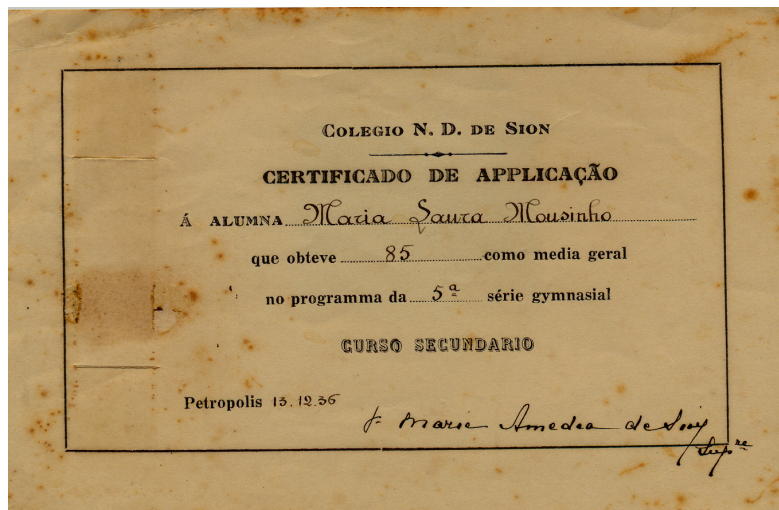 COLEGIO N. D. DE SION
CERTIFICADO DE APPLICAÇÃO
Á ALUMNA Maria Laura Mousinho
que obteve 85 como media geral
no programma da 5ª série gymnasial
CURSO SECUNDARIO
Petropolis 13.12.36
Marie Amedea de Sion
Supre